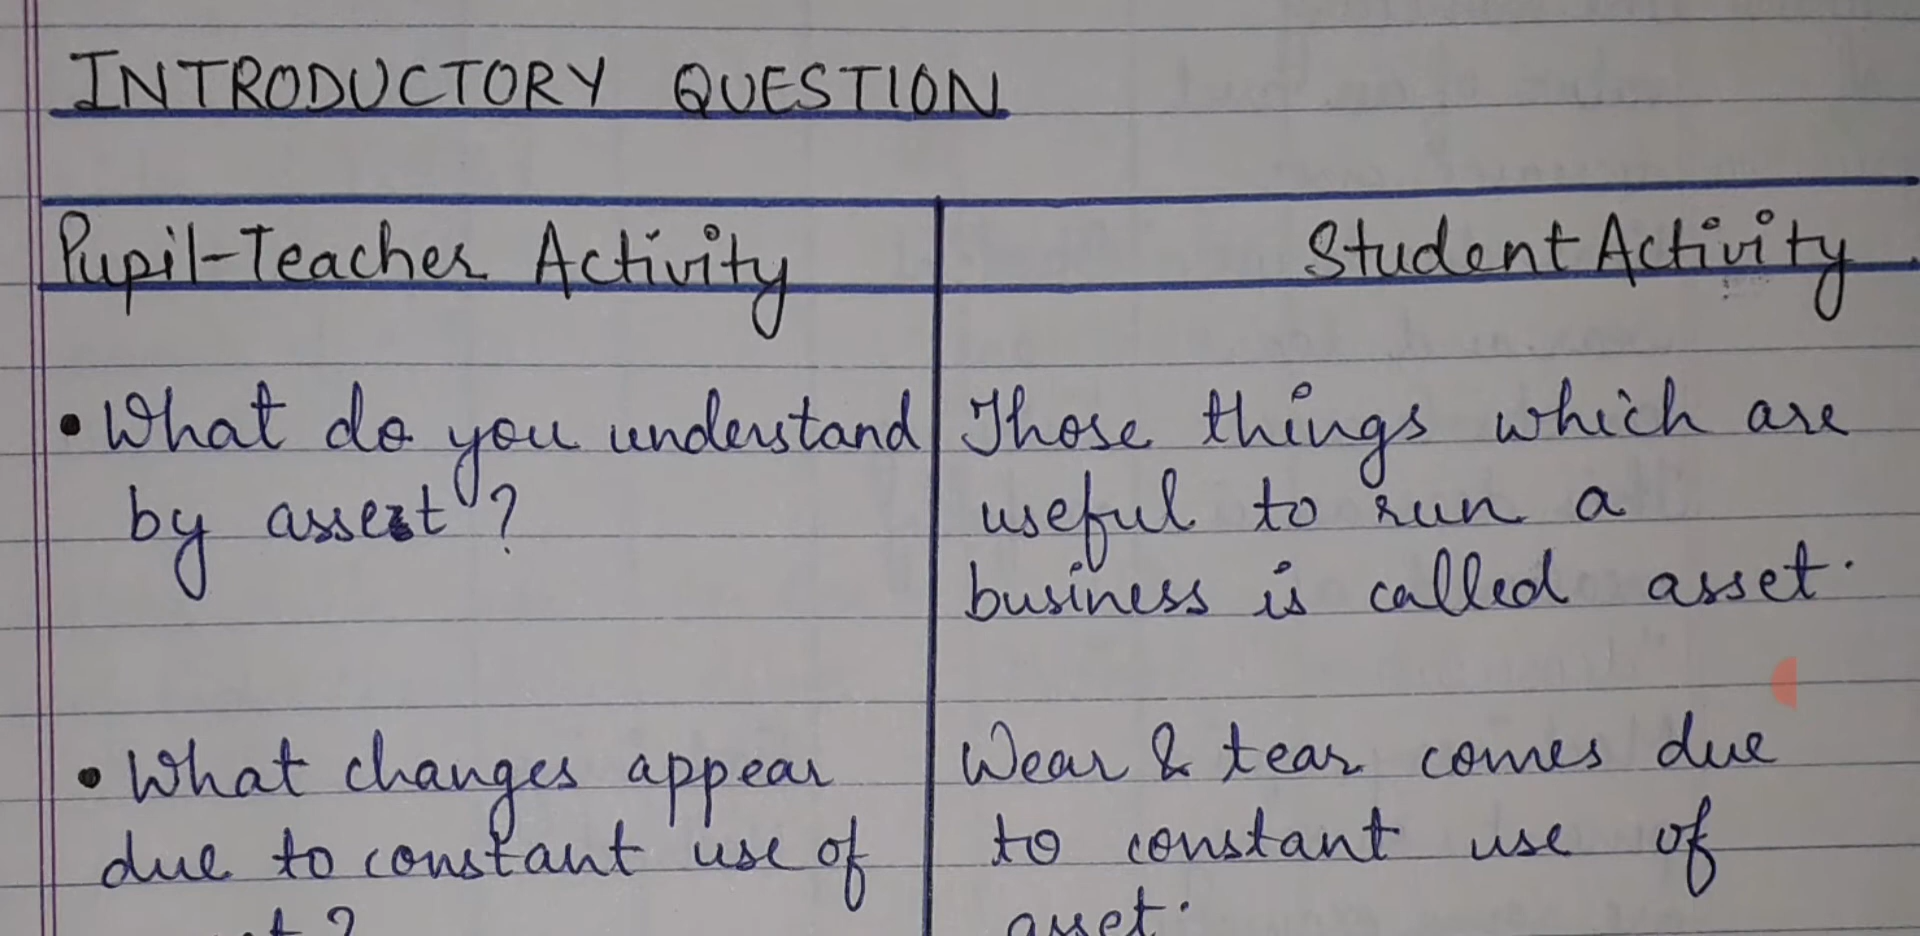 INTRODUCTORY QUESTION
Pupil-Teacher Activity
Student Activity
• What do you understand
by asset?
Those things which are
useful to run a
business is called asset.
• What changes appear
due to constant use of
Wear & tear comes due
to constant use of
asset.